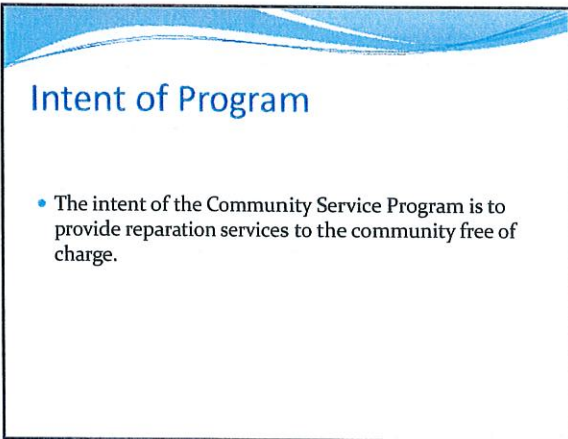 Intent of Program
• The intent of the Community Service Program is to
provide reparation services to the community free of
charge.